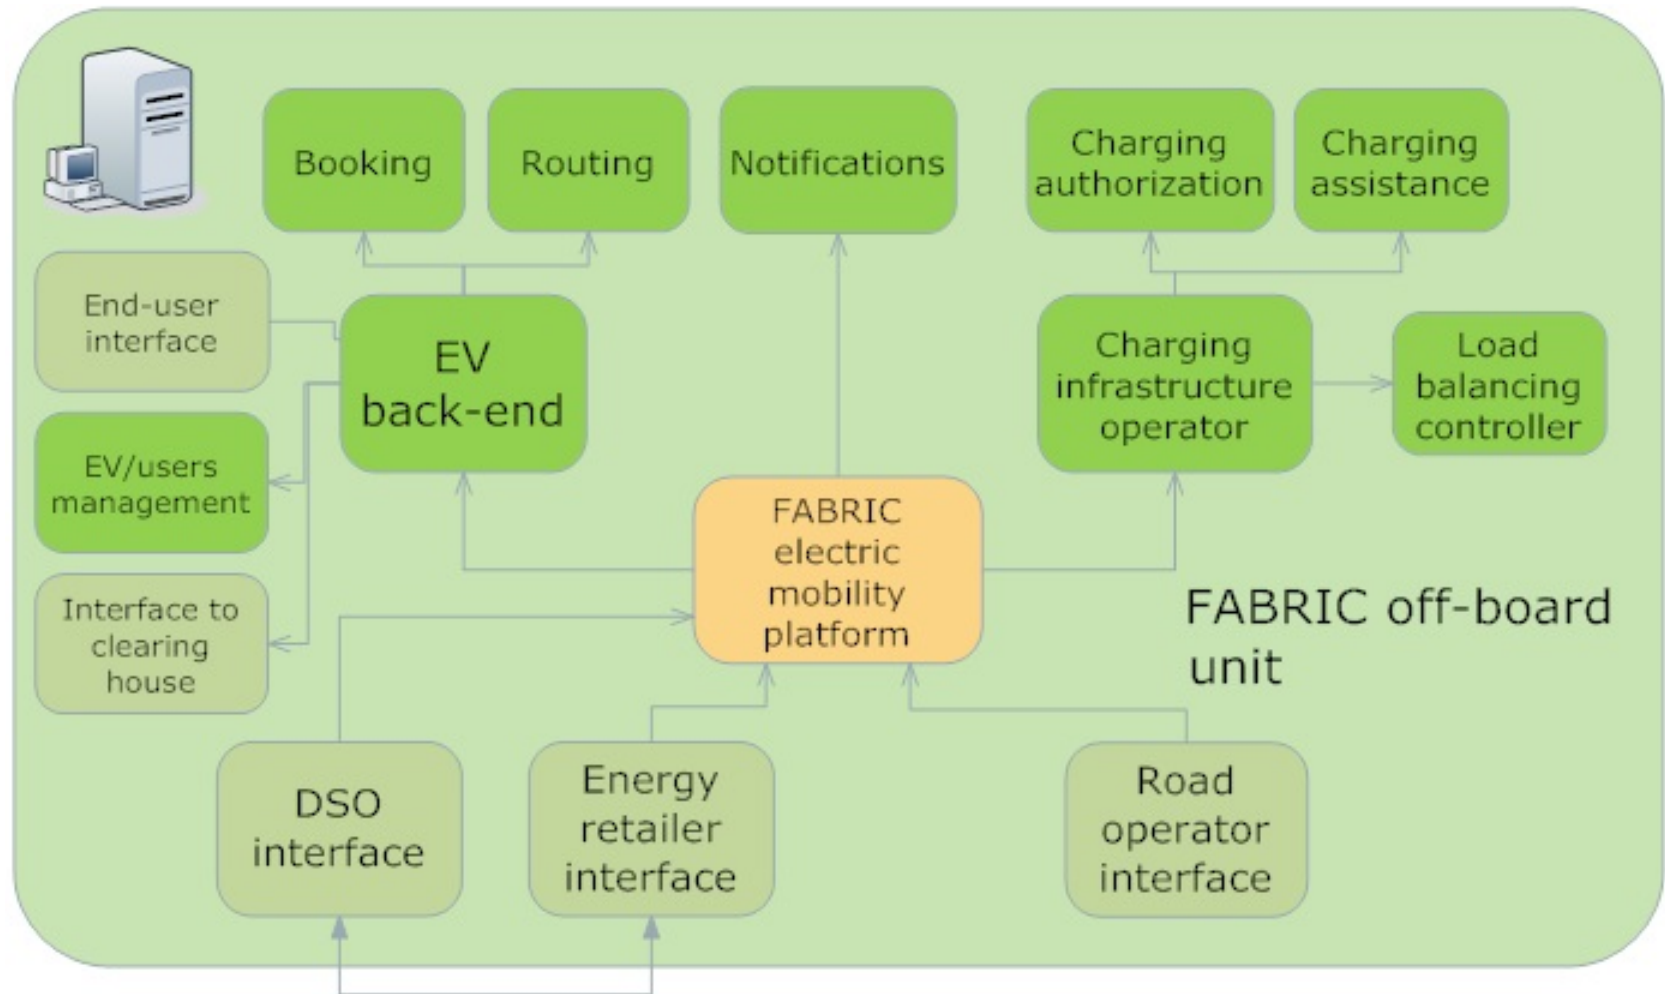 Booking
Routing
Notifications
Charging
authorization
Charging
assistance
End-user
interface
EV
back-end
Charging
infrastructure
operator
Load
balancing
controller
EV/users
management
FABRIC
electric
mobility
platform
Interface to
clearing
house
FABRIC off-board
unit
DSO
interface
Energy
retailer
interface
Road
operator
interface